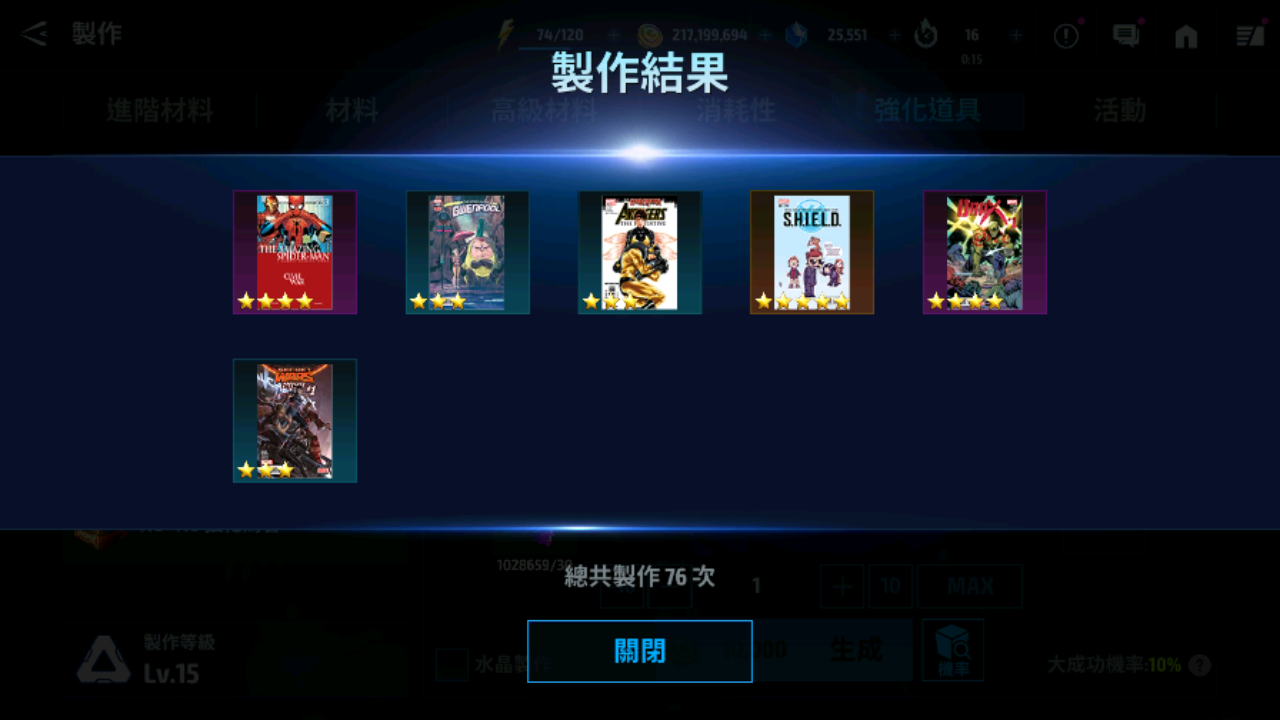 製作
74/120
217,199,694
25,551
16
0:15
製作結果
進階材料
材料
高級材料
消耗性
強化道具
活動
THE AMAZING
SPIDER-MAN
CIVIL
WAR
GWENPOOL
AVENGERS
THE INITIATIVE
S.H.I.E.L.D.
SECRET
WARS
1028659/30
總共製作 76 次
1
10
MAX
製作等級
Lv.15
水晶製作
關閉
生成
機率
大成功機率:10%